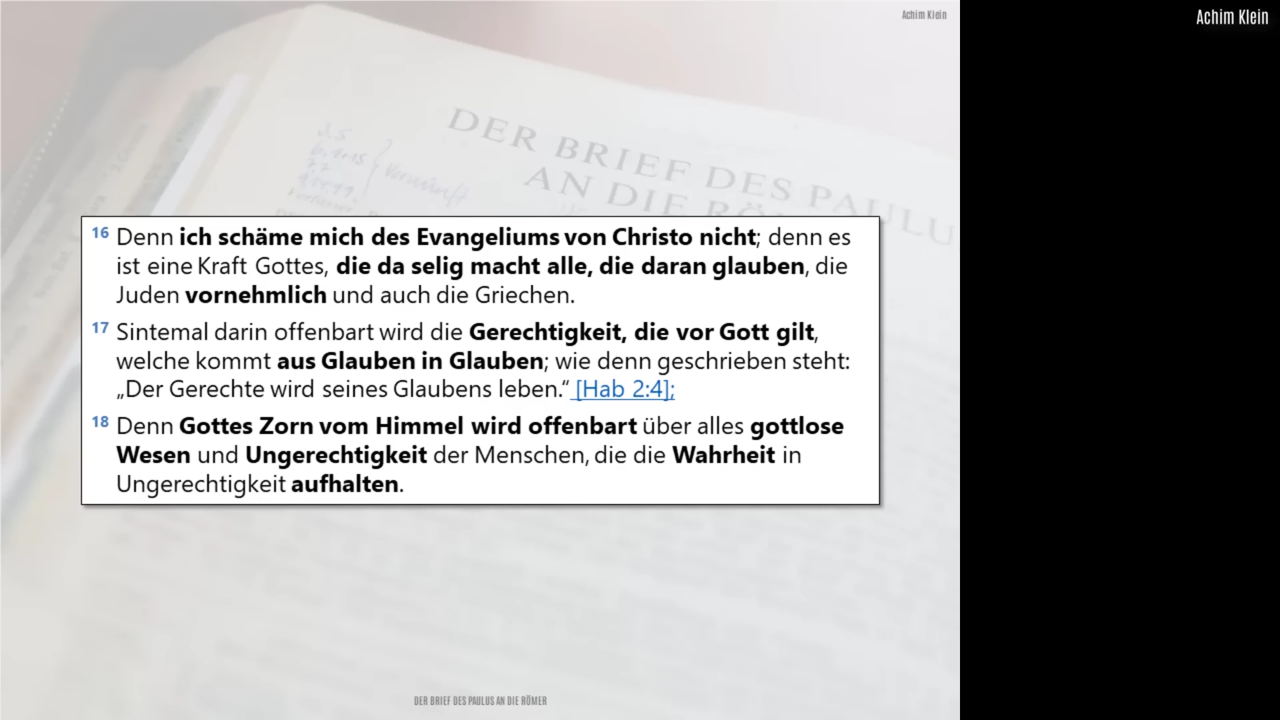 Achim Klein
Achim Klein
DER BRIEF DES PAULU
AN DIE RÖ
16 Denn ich schäme mich des Evangeliums von Christo nicht; denn es
ist eine Kraft Gottes, die da selig macht alle, die daran glauben, die
Juden vornehmlich und auch die Griechen.
17 Sintemal darin offenbart wird die Gerechtigkeit, die vor Gott gilt,
welche kommt aus Glauben in Glauben; wie denn geschrieben steht:
„Der Gerechte wird seines Glaubens leben.“ [Hab 2:4];
18 Denn Gottes Zorn vom Himmel wird offenbart über alles gottlose
Wesen und Ungerechtigkeit der Menschen, die die Wahrheit in
Ungerechtigkeit aufhalten.
DER BRIEF DES PAULUS AN DIE RÖMER